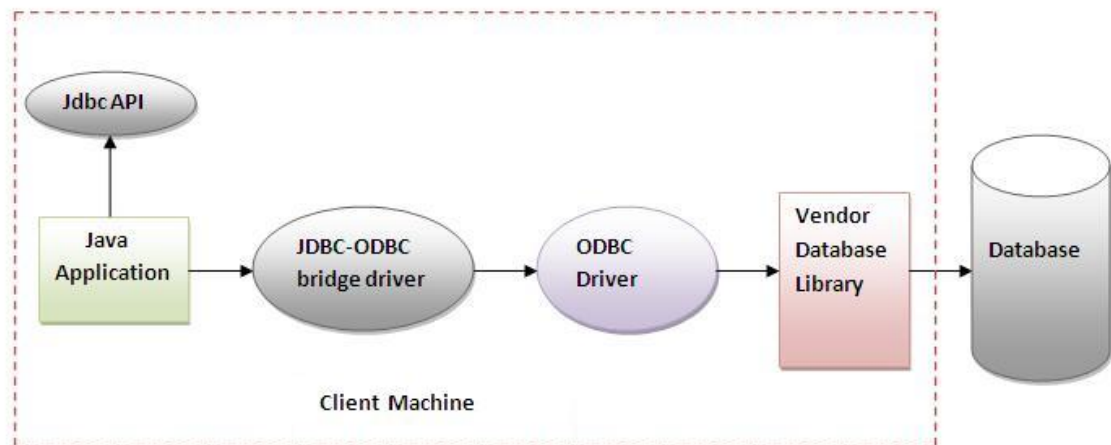 Jdbc API
Java
Application
JDBC-ODBC
bridge driver
ODBC
Driver
Vendor
Database
Library
Database
Client Machine